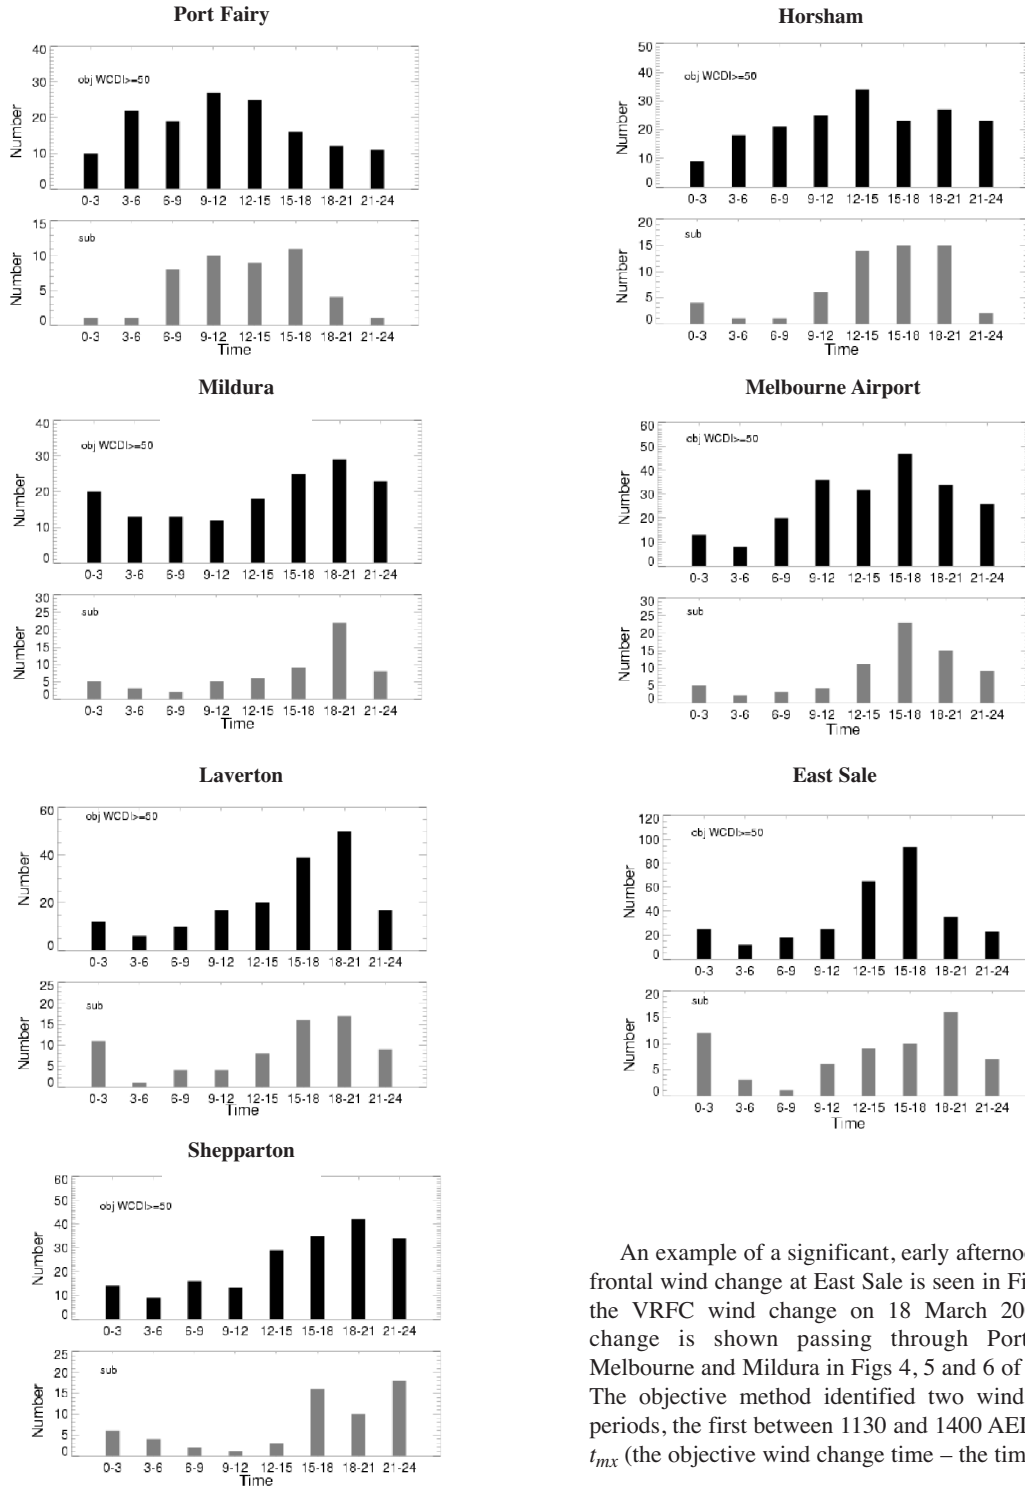 Port Fairy
40
30
20
10
0
Number
obj WCDI>=50
0-3 3-6 6-9 9-12 12-15 15-18 18-21 21-24
15
10
5
0
Number
sub
0-3 3-6 6-9 9-12 12-15 15-18 18-21 21-24
Time
Mildura
40
30
20
10
0
Number
obj WCDI>=50
0-3 3-6 6-9 9-12 12-15 15-18 18-21 21-24
30
25
20
15
10
5
0
Number
sub
0-3 3-6 6-9 9-12 12-15 15-18 18-21 21-24
Time
Laverton
60
40
20
0
Number
obj WCDI>=50
0-3 3-6 6-9 9-12 12-15 15-18 18-21 21-24
25
20
15
10
5
0
Number
sub
0-3 3-6 6-9 9-12 12-15 15-18 18-21 21-24
Time
Shepparton
60
50
40
30
20
10
0
Number
obj WCDI>=50
0-3 3-6 6-9 9-12 12-15 15-18 18-21 21-24
25
20
15
10
5
0
Number
sub
0-3 3-6 6-9 9-12 12-15 15-18 18-21 21-24
Time
Horsham
50
40
30
20
10
0
Number
obj WCDI>=50
0-3 3-6 6-9 9-12 12-15 15-18 18-21 21-24
20
15
10
5
0
Number
sub
0-3 3-6 6-9 9-12 12-15 15-18 18-21 21-24
Time
Melbourne Airport
60
50
40
30
20
10
0
Number
obj WCDI>=50
0-3 3-6 6-9 9-12 12-15 15-18 18-21 21-24
30
25
20
15
10
5
0
Number
sub
0-3 3-6 6-9 9-12 12-15 15-18 18-21 21-24
Time
East Sale
120
100
80
60
40
20
0
Number
obj WCDI>=50
0-3 3-6 6-9 9-12 12-15 15-18 18-21 21-24
20
15
10
5
0
Number
sub
0-3 3-6 6-9 9-12 12-15 15-18 18-21 21-24
Time
An example of a significant, early
frontal wind change at East Sale is seen in
the VRFC wind change on 18 March
change is shown passing through Port
Melbourne and Mildura in Figs 4, 5 and 6 of
The objective method identified two wind
periods, the first between 1130 and 1400
t_mx (the objective wind change time – the